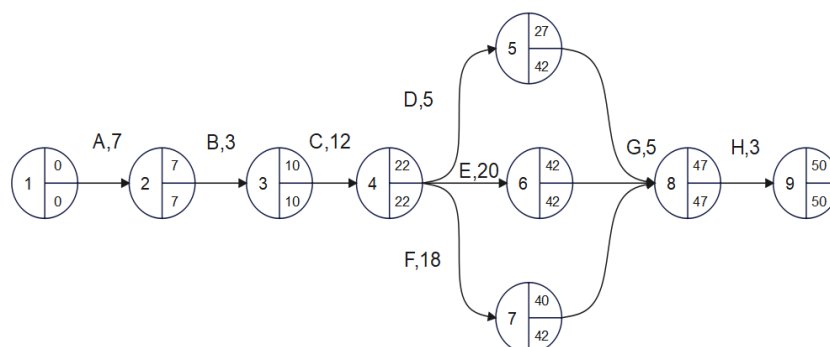 A,7
B,3
C,12
D,5
E,20
F,18
G,5
H,3
1 0 0
2 7 7
3 10 10
4 22 22
5 27 42
6 42 42
7 40 42
8 47 47
9 50 50